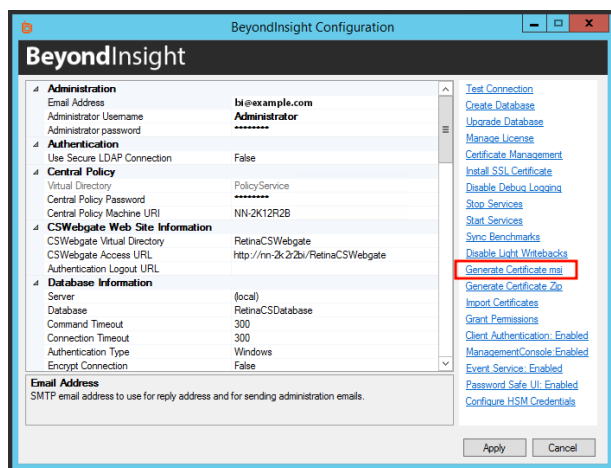 BeyondInsight Configuration
BeyondInsight
Administration
Email Address bi@example.com
Administrator Username Administrator
Administrator password ********
Authentication
Use Secure LDAP Connection False
Central Policy
Virtual Directory PolicyService
Central Policy Password ********
Central Policy Machine URI NN-2K12R2B
CSWebgate Web Site Information
CSWebgate Virtual Directory RetinaCSWebgate
CSWebgate Access URL http://nn-2k2r2bi/RetinaCSWebgate
Authentication Logout URL
Database Information
Server (local)
Database RetinaCSDatabase
Command Timeout 300
Connection Timeout 300
Authentication Type Windows
Encrypt Connection False
Email Address
SMTP email address to use for reply address and for sending administration emails.
Test Connection
Create Database
Upgrade Database
Manage License
Certificate Management
Install SSL Certificate
Disable Debug Logging
Stop Services
Start Services
Sync Benchmarks
Disable Light Writebacks
Generate Certificate msi
Generate Certificate Zip
Import Certificates
Grant Permissions
Client Authentication: Enabled
ManagementConsole:Enabled
Event Service: Enabled
Password Safe UI: Enabled
Configure HSM Credentials
Apply Cancel